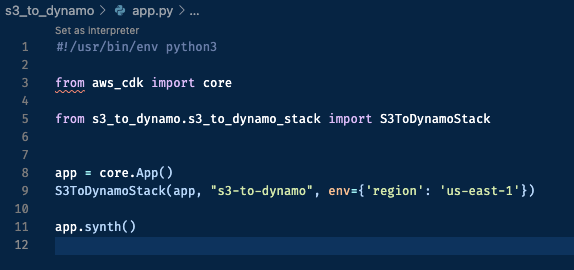 s3_to_dynamo > app.py > ...
Set as Interpreter
1 #!/usr/bin/env python3
2
3 from aws_cdk import core
4
5 from s3_to_dynamo.s3_to_dynamo_stack import S3ToDynamoStack
6
7
8 app = core.App()
9 S3ToDynamoStack(app, "s3-to-dynamo", env={'region': 'us-east-1'})
10
11 app.synth()
12